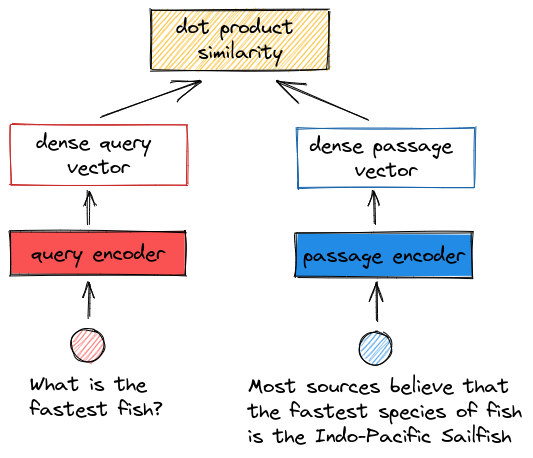 dot product
similarity
dense query
vector
dense passage
vector
query encoder
passage encoder
What is the
fastest fish?
Most sources believe that
the fastest species of fish
is the Indo-Pacific Sailfish